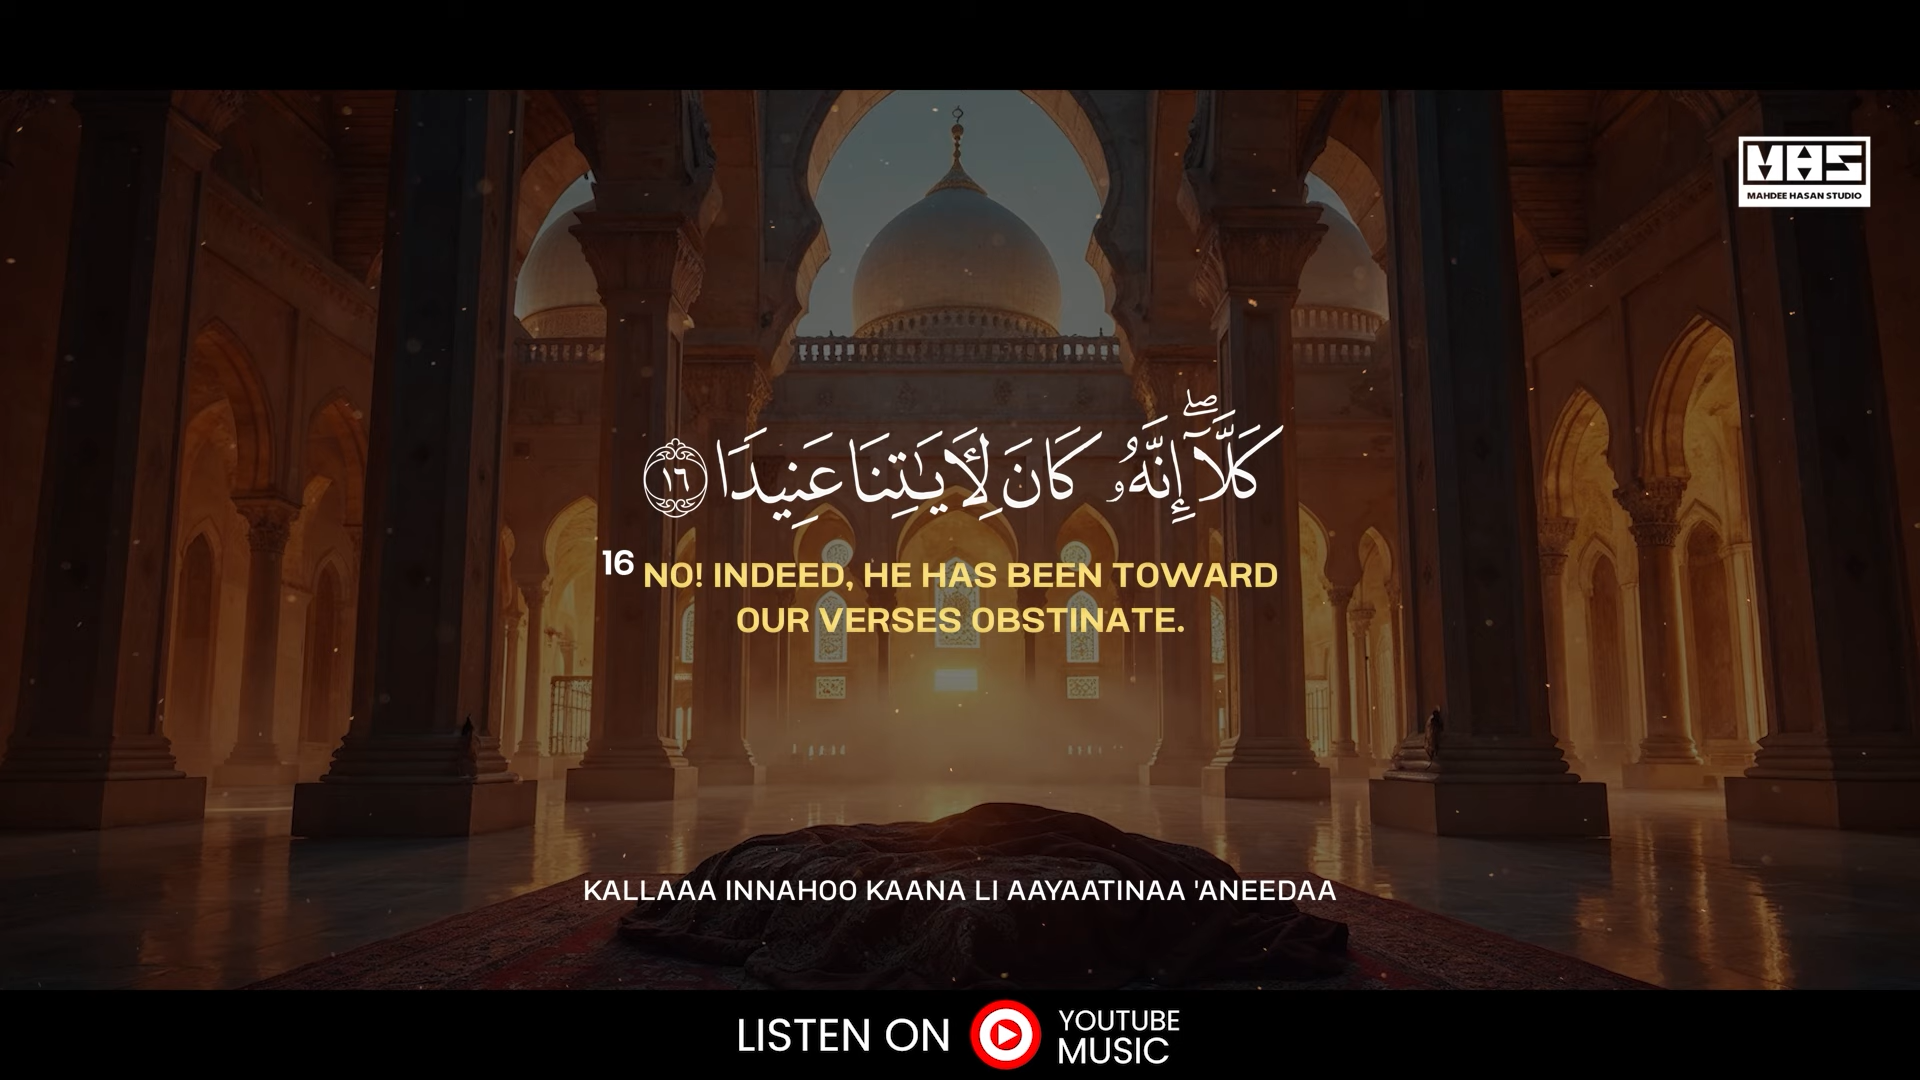 MHS
MAHDEE HASAN STUDIO
كَلَّآ ۖ إِنَّهُۥ كَانَ لِـَٔايَـٰتِنَا عَنِيدًا ١٦
16 NO! INDEED, HE HAS BEEN TOWARD
OUR VERSES OBSTINATE.
KALLAAA INNAHOO KAANA LI AAYAATINAA 'ANEEDAA
LISTEN ON YOUTUBE
MUSIC